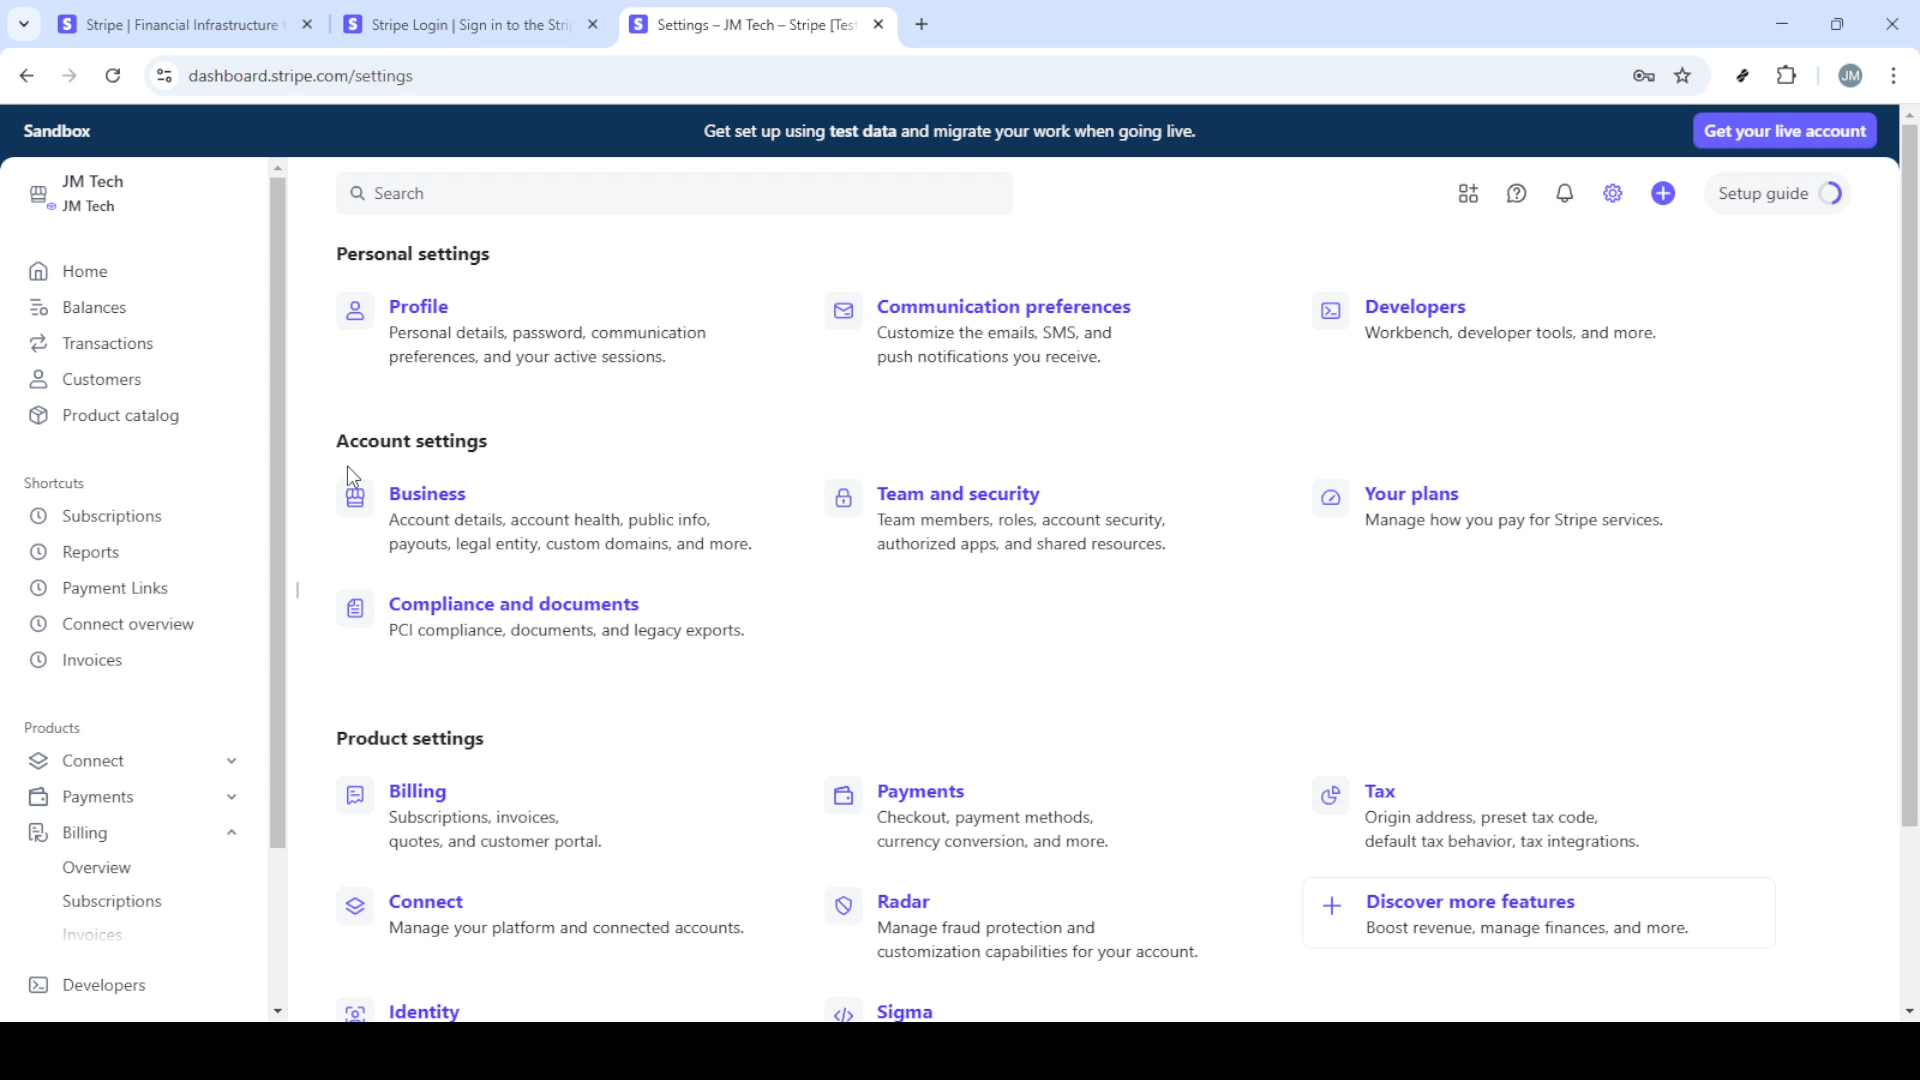 Stripe | Financial Infrastructure
Stripe Login | Sign in to the Stri
Settings – JM Tech – Stripe [Test
dashboard.stripe.com/settings
JM
Sandbox
Get set up using test data and migrate your work when going live.
Get your live account
JM Tech
JM Tech
Search
Setup guide
Home
Balances
Transactions
Customers
Product catalog
Shortcuts
Subscriptions
Reports
Payment Links
Connect overview
Invoices
Products
Connect
Payments
Billing
Overview
Subscriptions
Invoices
Developers
Personal settings
Profile
Personal details, password, communication
preferences, and your active sessions.
Communication preferences
Customize the emails, SMS, and
push notifications you receive.
Developers
Workbench, developer tools, and more.
Account settings
Business
Account details, account health, public info,
payouts, legal entity, custom domains, and more.
Team and security
Team members, roles, account security,
authorized apps, and shared resources.
Your plans
Manage how you pay for Stripe services.
Compliance and documents
PCI compliance, documents, and legacy exports.
Product settings
Billing
Subscriptions, invoices,
quotes, and customer portal.
Payments
Checkout, payment methods,
currency conversion, and more.
Tax
Origin address, preset tax code,
default tax behavior, tax integrations.
Connect
Manage your platform and connected accounts.
Radar
Manage fraud protection and
customization capabilities for your account.
Discover more features
Boost revenue, manage finances, and more.
Identity
Sigma